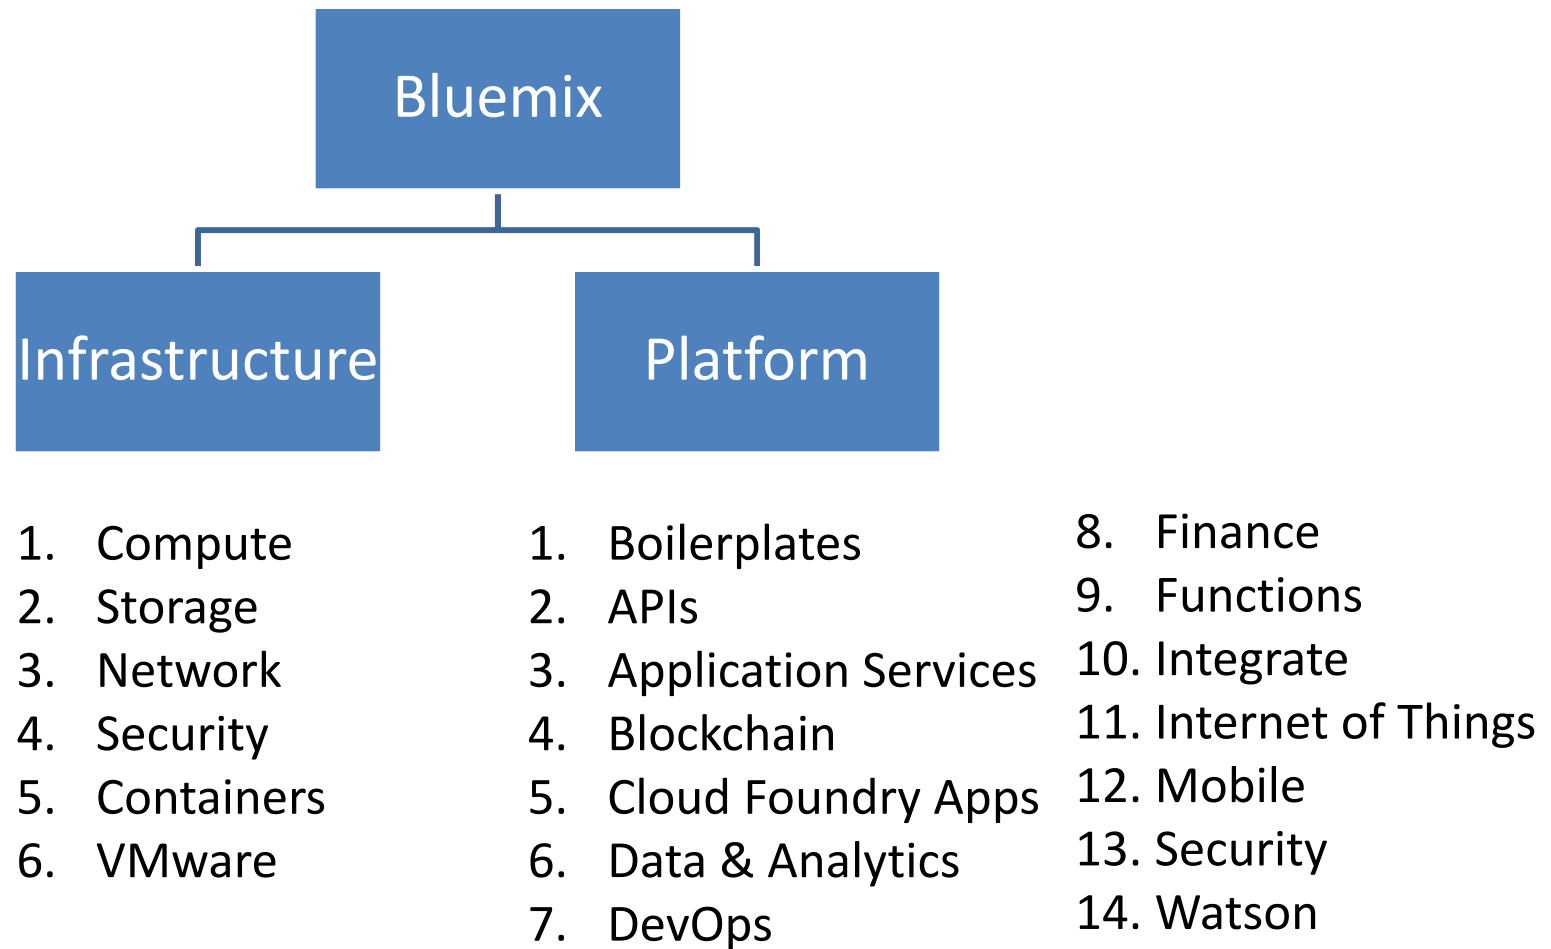 Bluemix
Infrastructure
Platform
1. Compute
2. Storage
3. Network
4. Security
5. Containers
6. VMware
1. Boilerplates
2. APIs
3. Application Services
4. Blockchain
5. Cloud Foundry Apps
6. Data & Analytics
7. DevOps
8. Finance
9. Functions
10. Integrate
11. Internet of Things
12. Mobile
13. Security
14. Watson